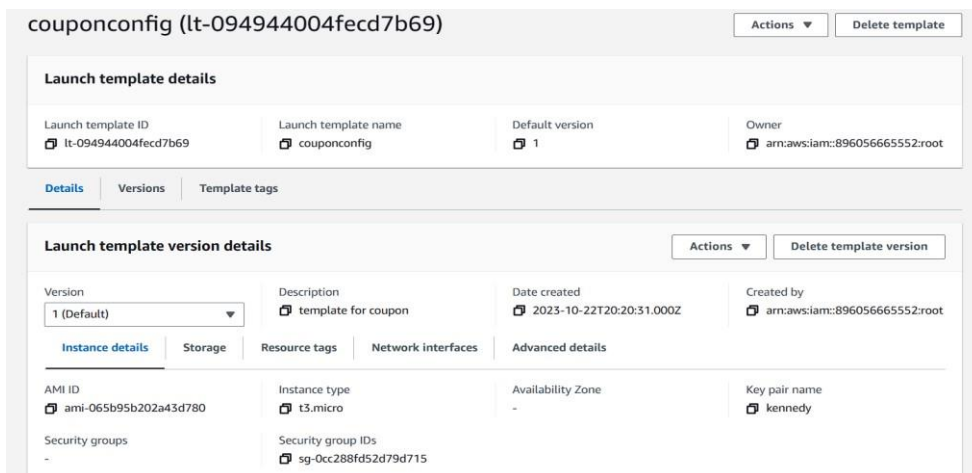 couponconfig (lt-094944004fecd7b69)
Actions
Delete template
Launch template details
Launch template ID
lt-094944004fecd7b69
Launch template name
couponconfig
Default version
1
Owner
arn:aws:iam::896056665552:root
Details
Versions
Template tags
Launch template version details
Actions
Delete template version
Version
1 (Default)
Description
template for coupon
Date created
2023-10-22T20:20:31.000Z
Created by
arn:aws:iam::896056665552:root
Instance details
Storage
Resource tags
Network interfaces
Advanced details
AMI ID
ami-065b95b202a43d780
Instance type
t3.micro
Availability Zone
-
Key pair name
kennedy
Security groups
-
Security group IDs
sg-0cc288fd52d79d715